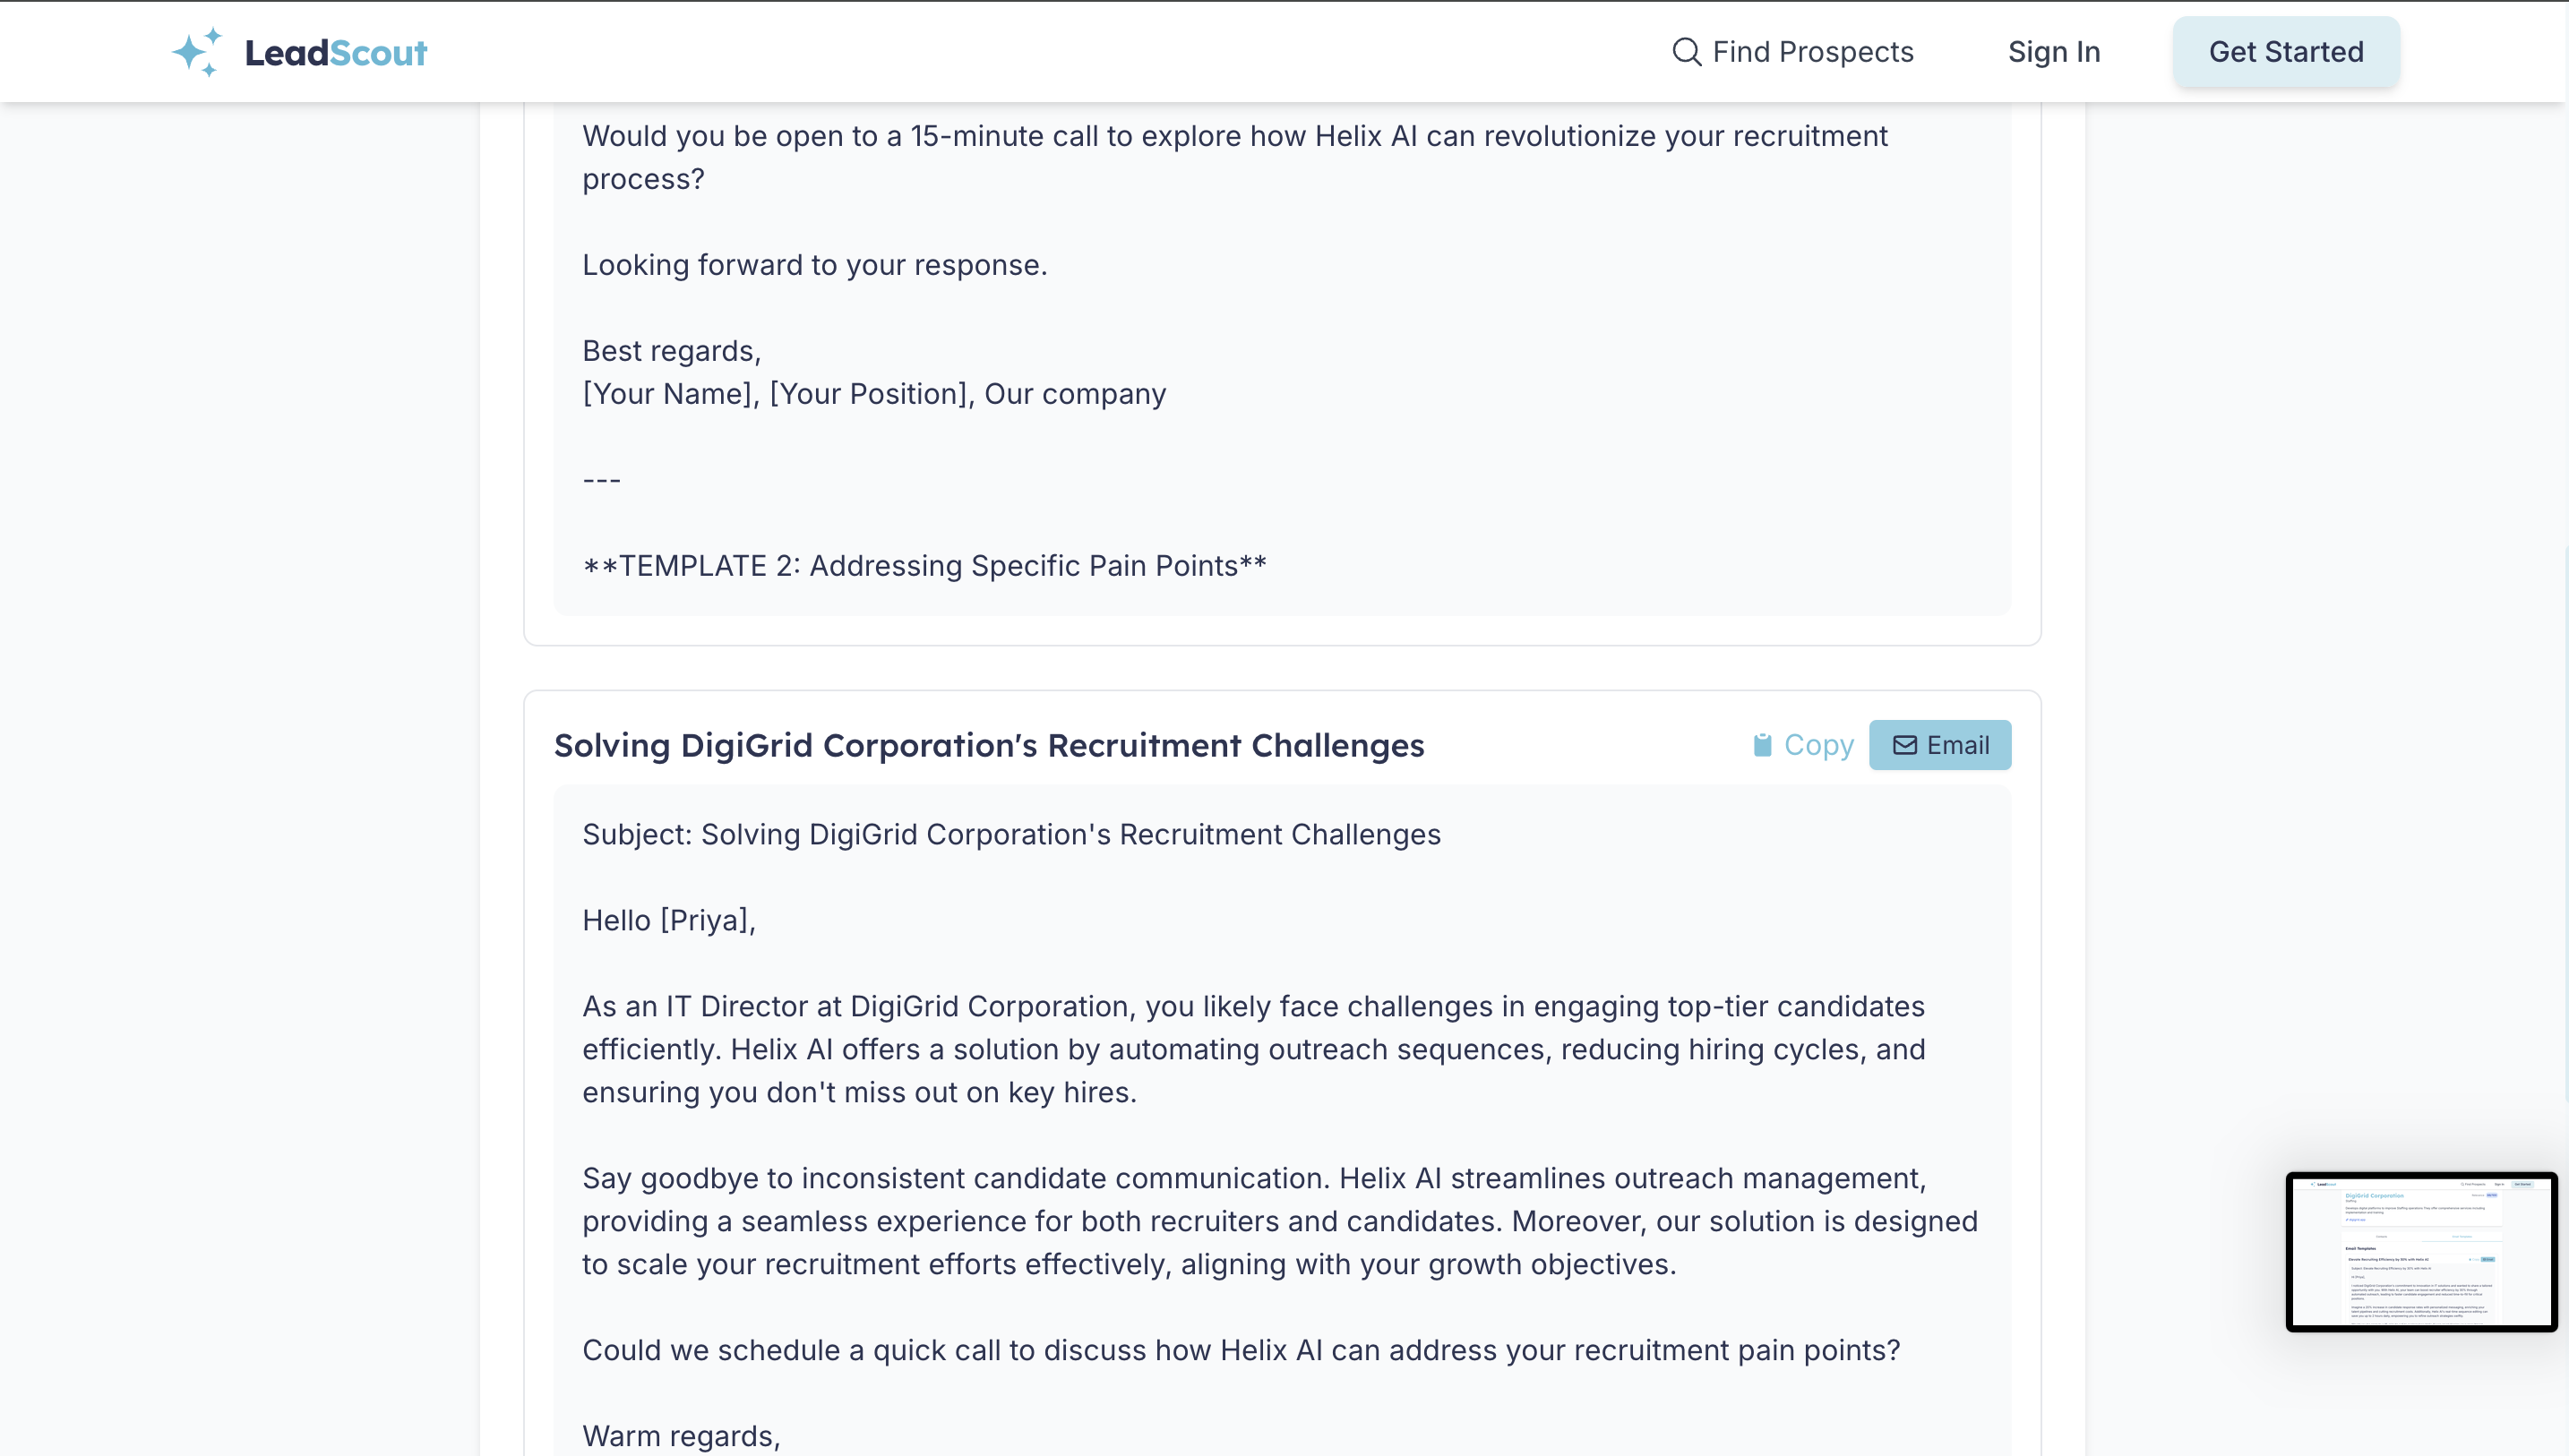 LeadScout
Find Prospects
Sign In
Get Started
Would you be open to a 15-minute call to explore how Helix AI can revolutionize your recruitment
process?
Looking forward to your response.
Best regards,
[Your Name], [Your Position], Our company
---
**TEMPLATE 2: Addressing Specific Pain Points**
Solving DigiGrid Corporation's Recruitment Challenges
Copy
Email
Subject: Solving DigiGrid Corporation's Recruitment Challenges
Hello [Priya],
As an IT Director at DigiGrid Corporation, you likely face challenges in engaging top-tier candidates
efficiently. Helix AI offers a solution by automating outreach sequences, reducing hiring cycles, and
ensuring you don't miss out on key hires.
Say goodbye to inconsistent candidate communication. Helix AI streamlines outreach management,
providing a seamless experience for both recruiters and candidates. Moreover, our solution is designed
to scale your recruitment efforts effectively, aligning with your growth objectives.
Could we schedule a quick call to discuss how Helix AI can address your recruitment pain points?
Warm regards,
DigiGrid Corporation
Email Templates